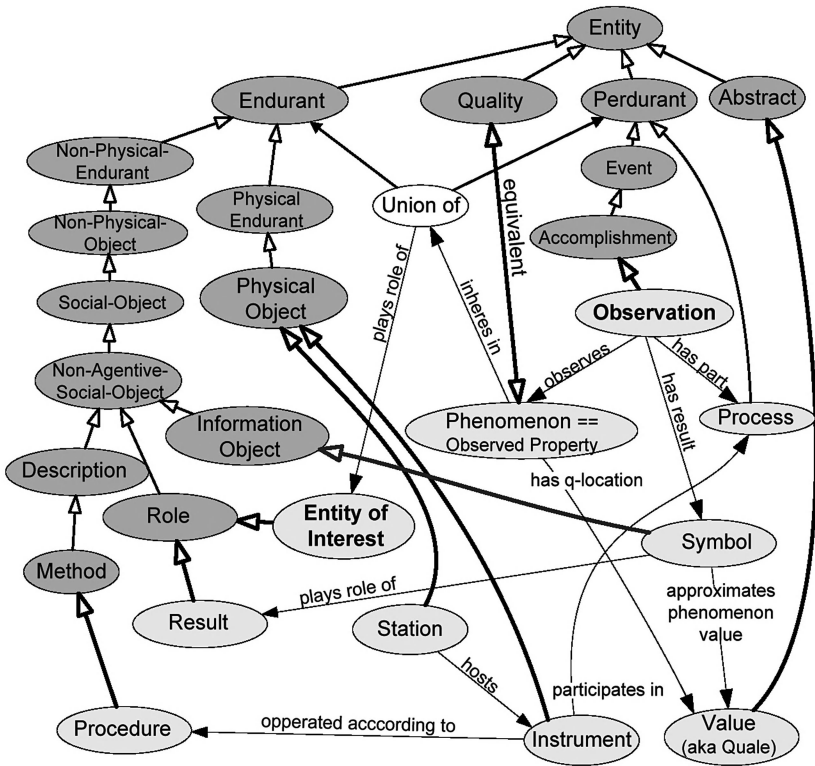 Entity
Endurant
Quality
Perdurant
Abstract
Non-Physical-
Endurant
Event
Physical
Endurant
Union of
equivalent
Non-Physical-
Object
Accomplishment
plays role of
inheres in
Physical
Object
Social-Object
Observation
observes
has part
has result
Non-Agentive-
Social-Object
Information
Object
Phenomenon ==
Observed Property
Process
Description
has q-location
Role
Entity of
Interest
Symbol
Method
plays role of
approximates
phenomenon
value
Result
Station
hosts
participates in
Procedure
opperated acccording to
Instrument
Value
(aka Quale)